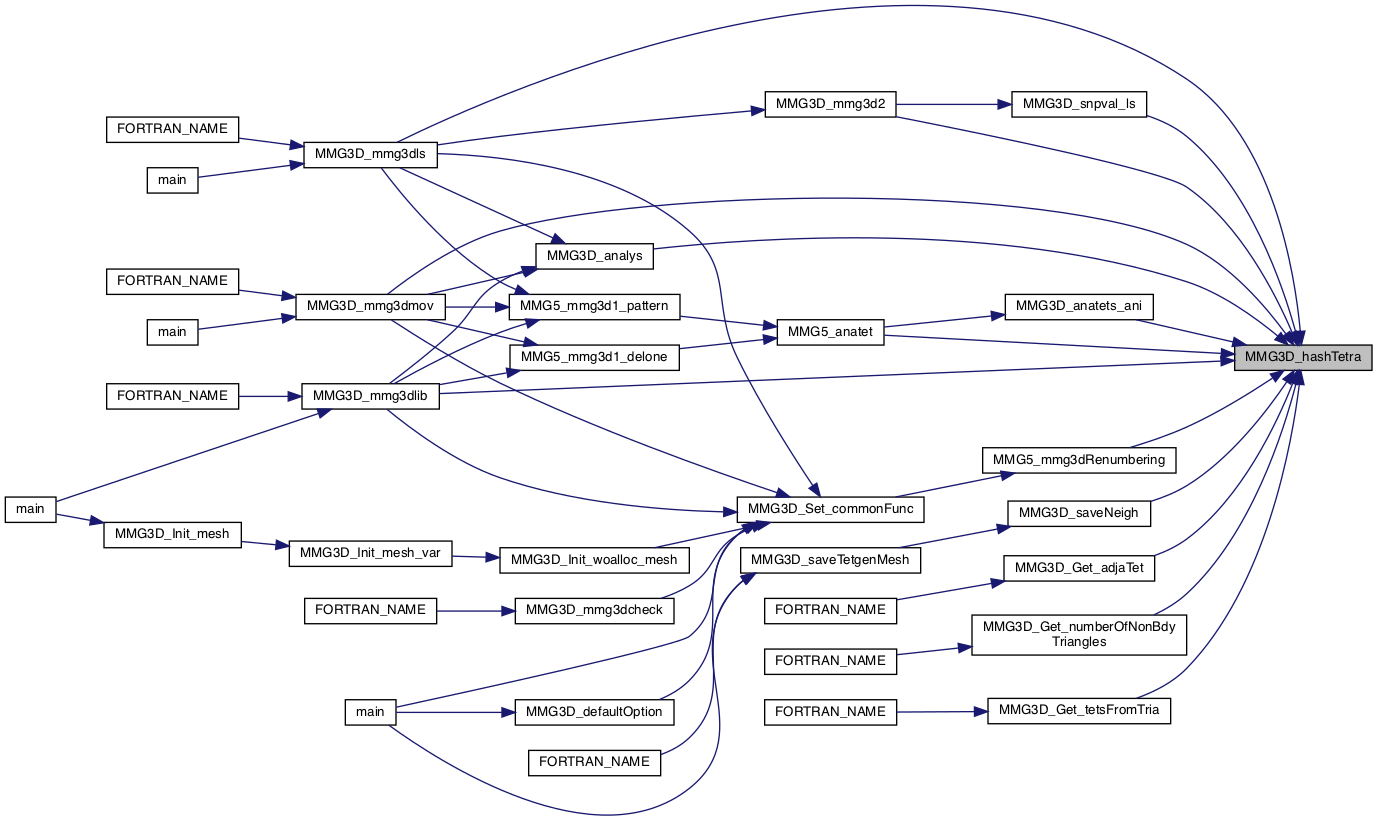 MMG3D_mmg3d2
MMG3D_snpval_ls
FORTRAN_NAME
MMG3D_mmg3dls
main
MMG3D_analys
FORTRAN_NAME
MMG3D_mmg3dmov
MMG5_mmg3d1_pattern
MMG3D_anatets_ani
main
MMG5_anatet
MMG5_mmg3d1_delone
MMG3D_hashTetra
FORTRAN_NAME
MMG3D_mmg3dlib
MMG5_mmg3dRenumbering
main
MMG3D_Set_commonFunc
MMG3D_saveNeigh
MMG3D_Init_mesh
MMG3D_Init_mesh_var
MMG3D_Init_woalloc_mesh
MMG3D_saveTetgenMesh
MMG3D_Get_adjaTet
FORTRAN_NAME
MMG3D_mmg3dcheck
FORTRAN_NAME
MMG3D_Get_numberOfNonBdy
Triangles
FORTRAN_NAME
main
MMG3D_defaultOption
FORTRAN_NAME
MMG3D_Get_tetsFromTria
FORTRAN_NAME